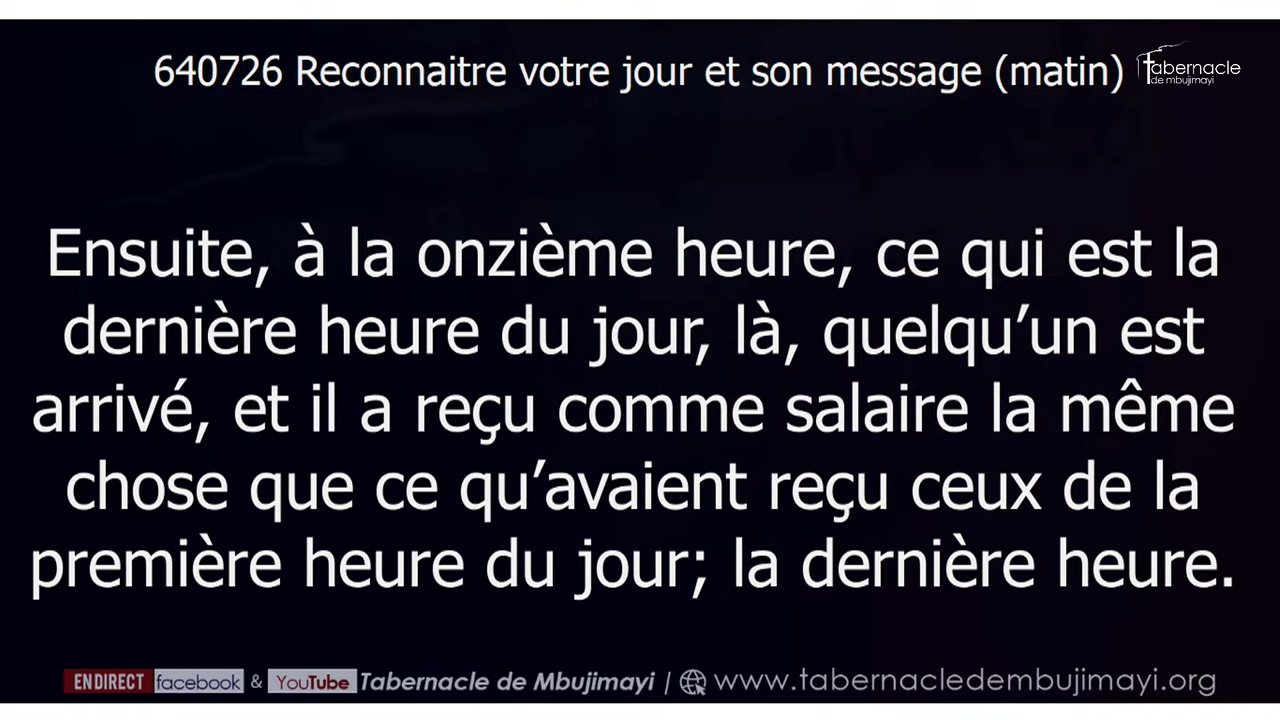 640726 Reconnaitre votre jour et son message (matin)
Tabernacle
de mbujimayi
Ensuite, à la onzième heure, ce qui est la
dernière heure du jour, là, quelqu’un est
arrivé, et il a reçu comme salaire la même
chose que ce qu’avaient reçu ceux de la
première heure du jour; la dernière heure.
EN DIRECT facebook & YouTube Tabernacle de Mbujimayi | www.tabernacledembujimayi.org